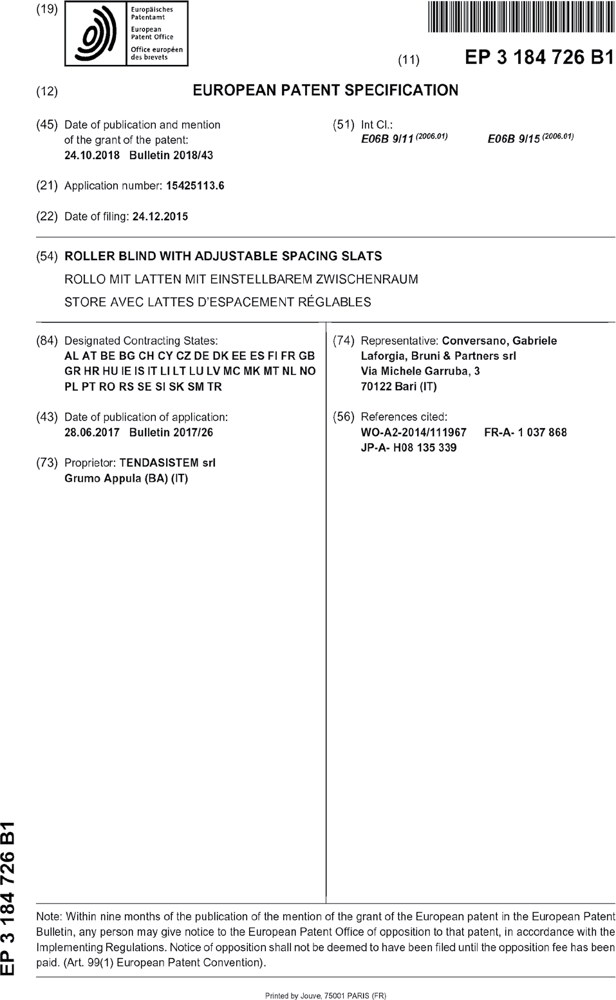 (19)
Europäisches
Patentamt
European
Patent Office
Office européen
des brevets
(11) EP 3 184 726 B1
(12) EUROPEAN PATENT SPECIFICATION
(45) Date of publication and mention
of the grant of the patent:
24.10.2018 Bulletin 2018/43
(21) Application number: 15425113.6
(22) Date of filing: 24.12.2015
(51) Int Cl.:
E06B 9/11 (2006.01) E06B 9/15 (2006.01)
(54) ROLLER BLIND WITH ADJUSTABLE SPACING SLATS
ROLLO MIT LATTEN MIT EINSTELLBAREM ZWISCHENRAUM
STORE AVEC LATTES D'ESPACEMENT RÉGLABLES
(84) Designated Contracting States:
AL AT BE BG CH CY CZ DE DK EE ES FI FR GB
GR HR HU IE IS IT LI LT LU LV MC MK MT NL NO
PL PT RO RS SE SI SK SM TR
(43) Date of publication of application:
28.06.2017 Bulletin 2017/26
(73) Proprietor: TENDASISTEM srl
Grumo Appula (BA) (IT)
(74) Representative: Conversano, Gabriele
Laforgia, Bruni & Partners srl
Via Michele Garruba, 3
70122 Bari (IT)
(56) References cited:
WO-A2-2014/111967 FR-A- 1 037 868
JP-A- H08 135 339
EP 3 184 726 B1
Note: Within nine months of the publication of the mention of the grant of the European patent in the European Patent
Bulletin, any person may give notice to the European Patent Office of opposition to that patent, in accordance with the
Implementing Regulations. Notice of opposition shall not be deemed to have been filed until the opposition fee has been
paid. (Art. 99(1) European Patent Convention).
Printed by Jouve, 75001 PARIS (FR)